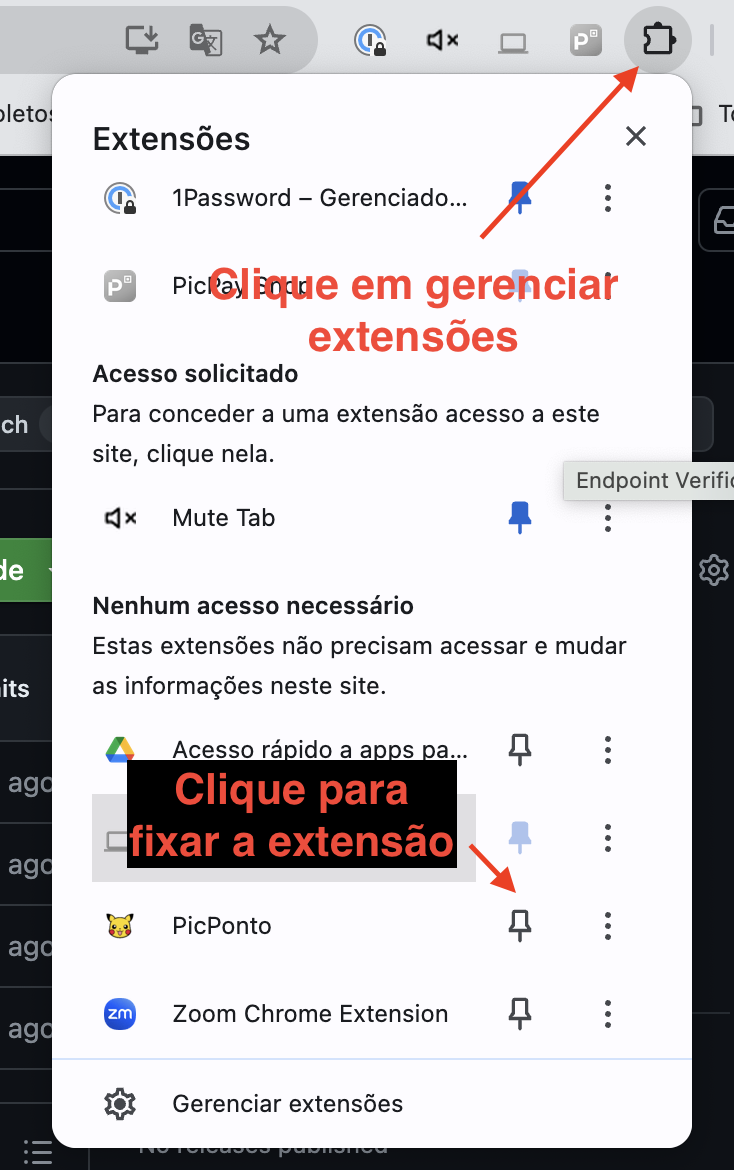 pletos
To
Extensões
1Password – Gerenciado...
PicPay Shop
Clique em gerenciar
extensões
Acesso solicitado
Para conceder a uma extensão acesso a este
site, clique nela.
ch
Endpoint Verific
Mute Tab
de
Nenhum acesso necessário
Estas extensões não precisam acessar e mudar
as informações neste site.
its
Acesso rápido a apps pa...
ago
Clique para
fixar a extensão
ago
PicPonto
ago
zm
Zoom Chrome Extension
ago
Gerenciar extensões
No releases published